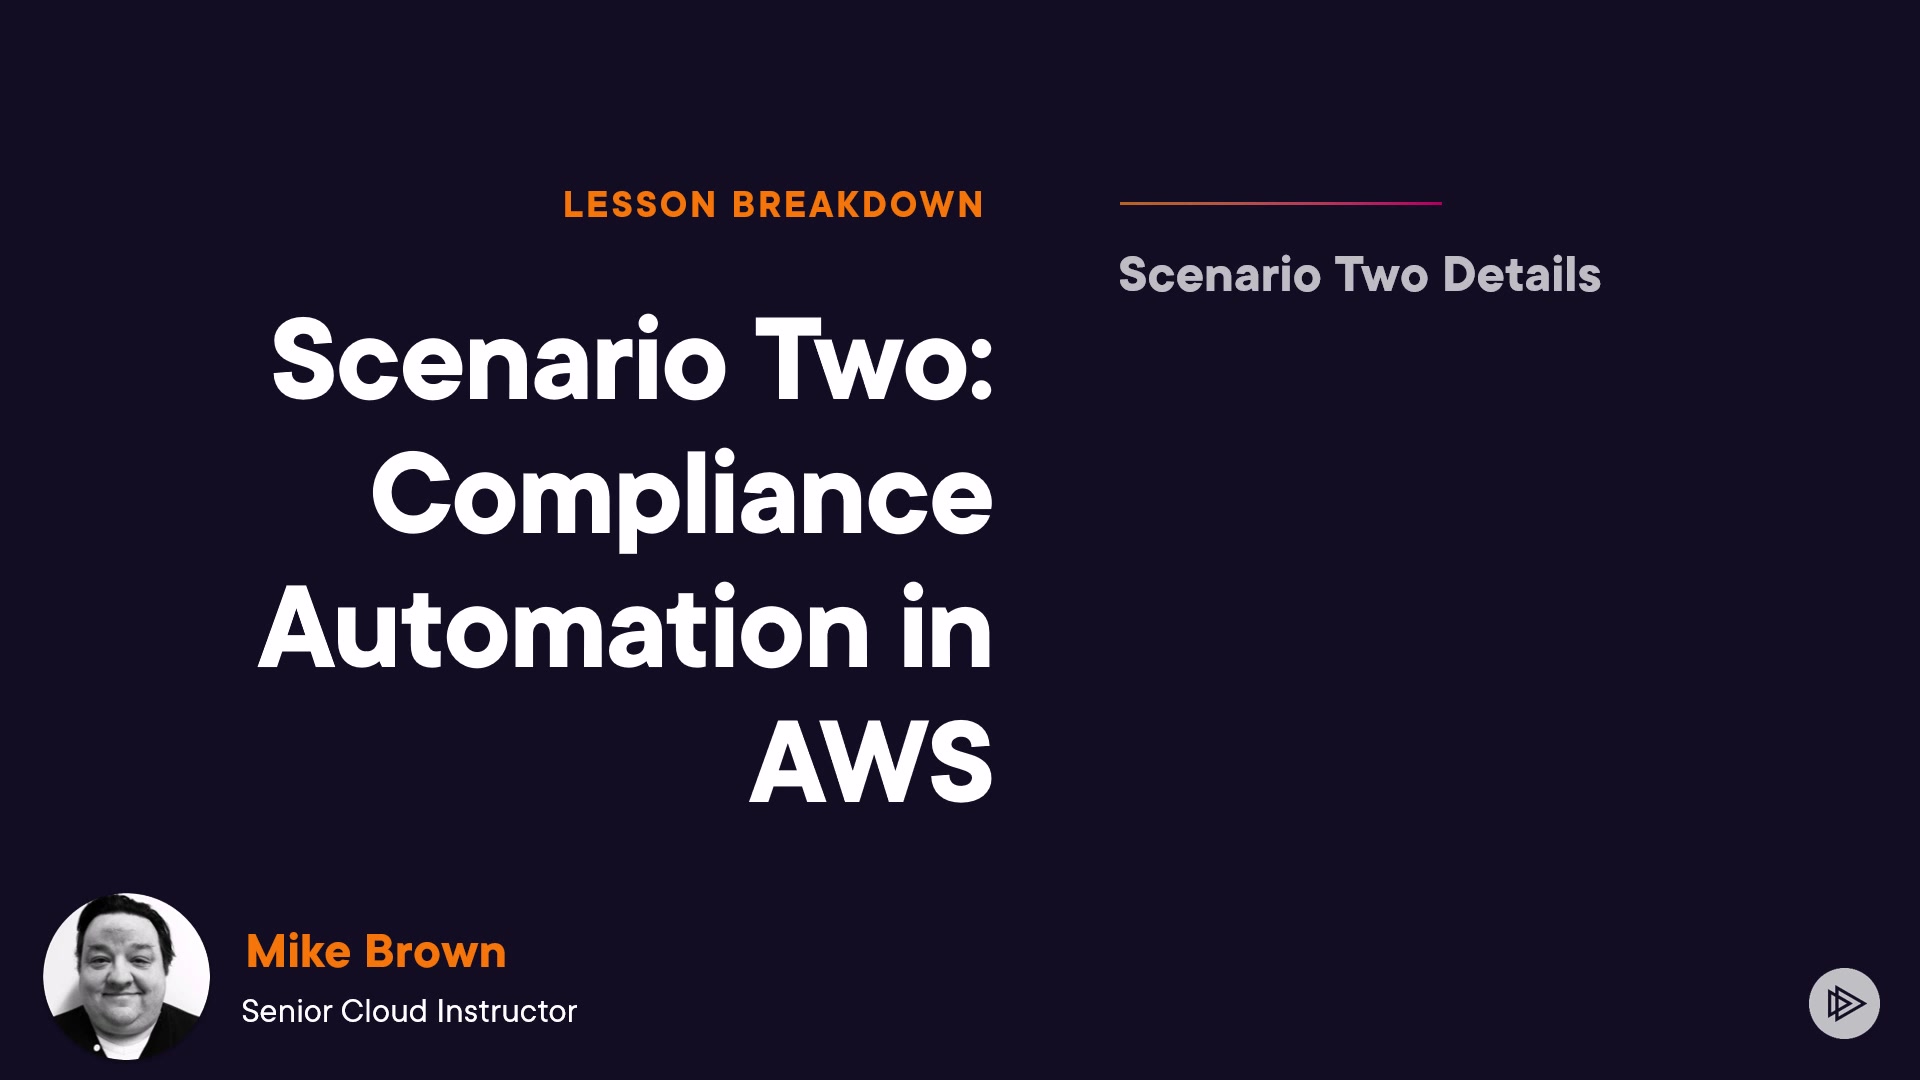 LESSON BREAKDOWN
Scenario Two:
Compliance
Automation in
AWS
Scenario Two Details
Mike Brown
Senior Cloud Instructor